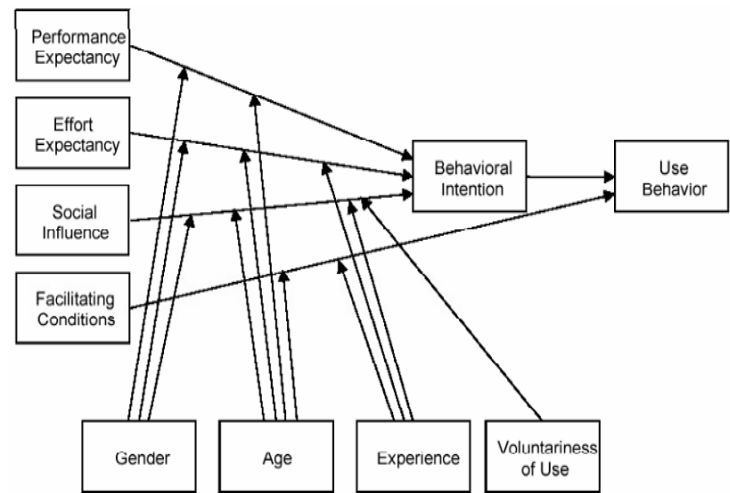 Performance
Expectancy
Effort
Expectancy
Social
Influence
Facilitating
Conditions
Behavioral
Intention
Use
Behavior
Gender
Age
Experience
Voluntariness
of Use